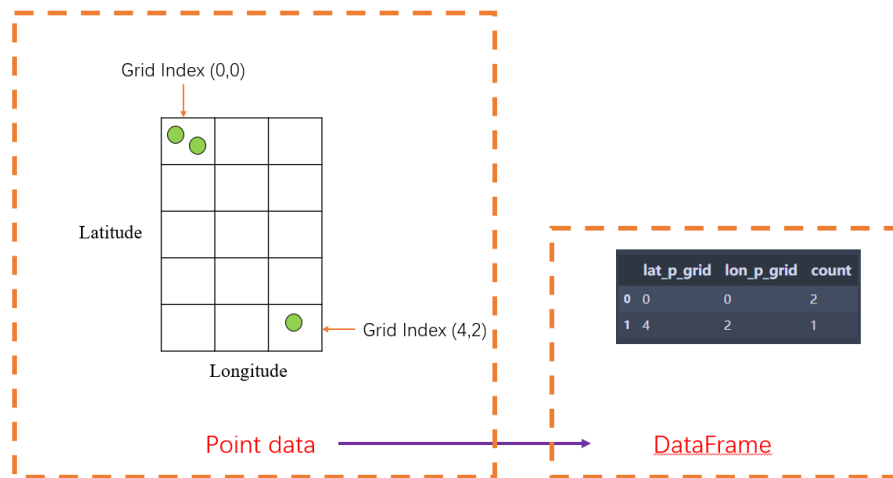 Grid Index (0,0)
Latitude
Grid Index (4,2)
Longitude
Point data
lat_p_grid lon_p_grid count
0 0 0 2
1 4 2 1
DataFrame